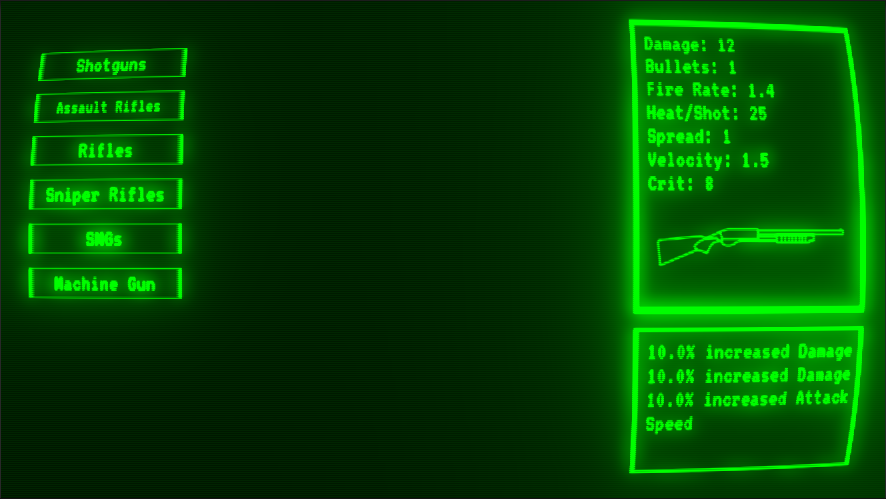 Shotguns
Assault Rifles
Rifles
Sniper Rifles
SMGs
Machine Gun
Damage: 12
Bullets: 1
Fire Rate: 1.4
Heat/Shot: 25
Spread: 1
Velocity: 1.5
Crit: 0
10.0% increased Damage
10.0% increased Damage
10.0% increased Attack
Speed